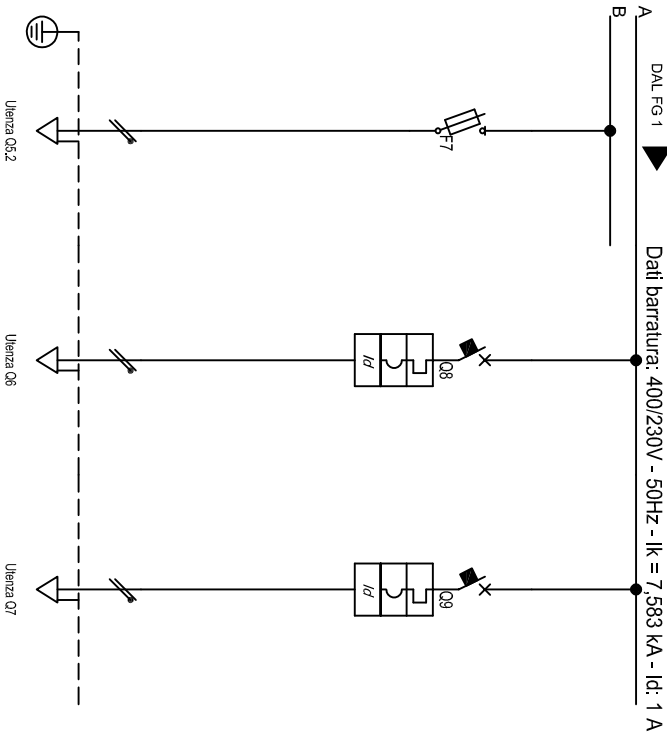 A
B
DAL FG 1
Dati barratura: 400/230V - 50Hz - Ik = 7,583 kA - Id: 1 A
F7
Q8
Id
Q9
Id
Utenza Q5.2
Utenza Q6
Utenza Q7